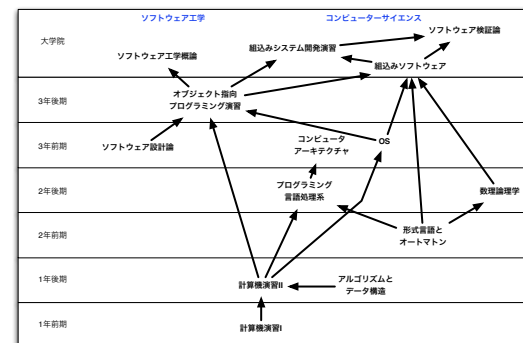 ソフトウェア工学
コンピューターサイエンス
大学院
ソフトウェア検証論
組込みシステム開発演習
ソフトウェア工学概論
組込みソフトウェア
3年後期
オブジェクト指向
プログラミング演習
3年前期
ソフトウェア設計論
コンピュータ
アーキテクチャ
OS
2年後期
プログラミング
言語処理系
数理論理学
2年前期
形式言語と
オートマトン
1年後期
計算機演習II
アルゴリズムと
データ構造
1年前期
計算機演習I